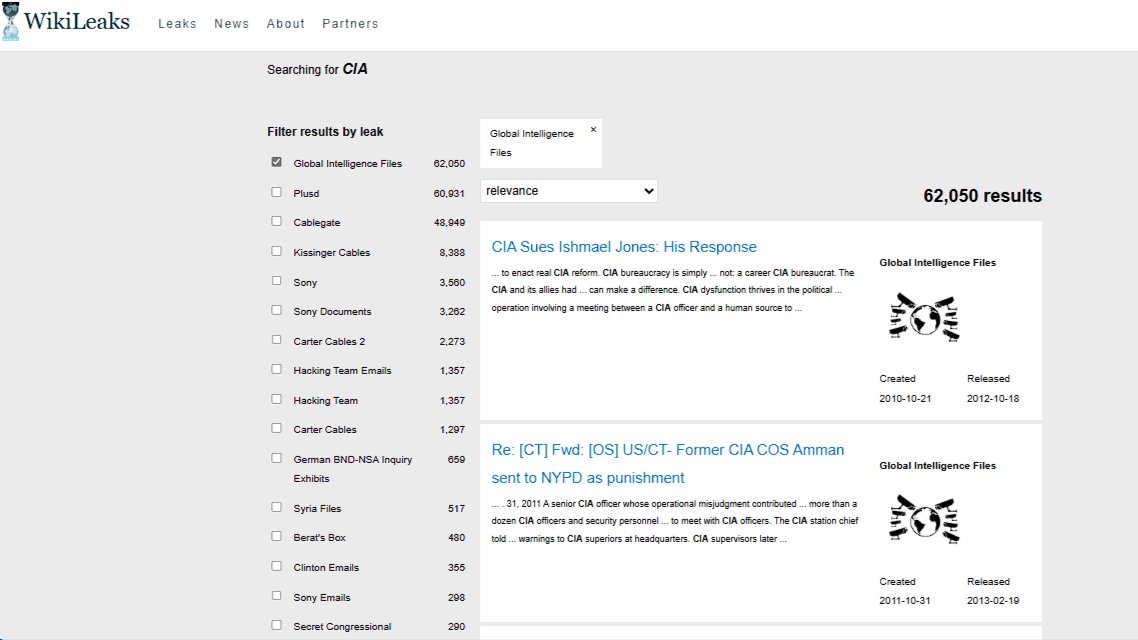 WikiLeaks
Leaks News About Partners
Searching for CIA
Filter results by leak
Global Intelligence Files 62,050
Plusd 60,931
Cablegate 48,949
Kissinger Cables 8,388
Sony 3,560
Sony Documents 3,262
Carter Cables 2 2,273
Hacking Team Emails 1,357
Hacking Team 1,357
Carter Cables 1,297
German BND-NSA Inquiry 659
Exhibits
Syria Files 517
Berat's Box 480
Clinton Emails 355
Sony Emails 298
Secret Congressional 290
Global Intelligence ×
Files
relevance
62,050 results
CIA Sues Ishmael Jones: His Response
... to enact real CIA reform. CIA bureaucracy is simply ... not: a career CIA bureaucrat. The
CIA and its allies had ... can make a difference. CIA dysfunction thrives in the political ...
operation involving a meeting between a CIA officer and a human source to ...
Global Intelligence Files
Created Released
2010-10-21 2012-10-18
Re: [CT] Fwd: [OS] US/CT- Former CIA COS Amman
sent to NYPD as punishment
... . 31, 2011 A senior CIA officer whose operational misjudgment contributed ... more than a
dozen CIA officers and security personnel ... to meet with CIA officers. The CIA station chief
told ... warnings to CIA superiors at headquarters. CIA supervisors later ...
Global Intelligence Files
Created Released
2011-10-31 2013-02-19